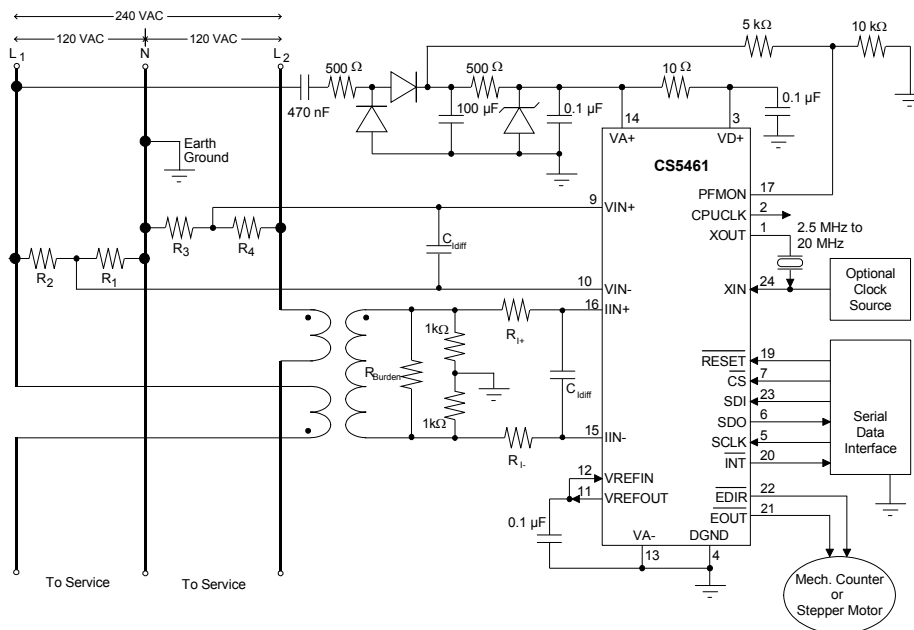 240 VAC
120 VAC
120 VAC
L1
N
L2
5 kΩ
10 kΩ
500 Ω
500 Ω
10 Ω
470 nF
100 µF
0.1 µF
0.1 µF
Earth
Ground
14
VA+
3
VD+
CS5461
9
VIN+
PFMON
17
CPUCLK
2
XOUT
1
2.5 MHz to
20 MHz
XIN
24
Optional
Clock
Source
R3
R4
CIdiff
R2
R1
10
VIN-
16
IIN+
1kΩ
RI+
RBurden
CIdiff
1kΩ
RI-
15
IIN-
RESET
19
CS
7
SDI
23
SDO
6
SCLK
5
INT
20
Serial
Data
Interface
12
VREFIN
11
VREFOUT
EDIR
22
EOUT
21
0.1 µF
VA-
13
DGND
4
To Service
To Service
Mech. Counter
or
Stepper Motor